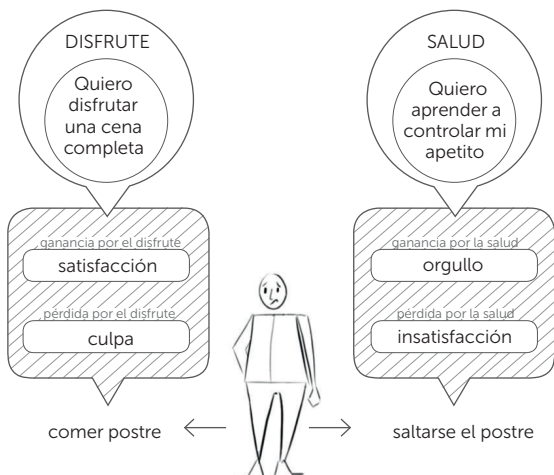 DISFRUTE
Quiero
disfrutar
una cena
completa
ganancia por el disfrute
satisfacción
pérdida por el disfrute
culpa
comer postre
SALUD
Quiero
aprender a
controlar mi
apetito
ganancia por la salud
orgullo
pérdida por la salud
insatisfacción
saltarse el postre